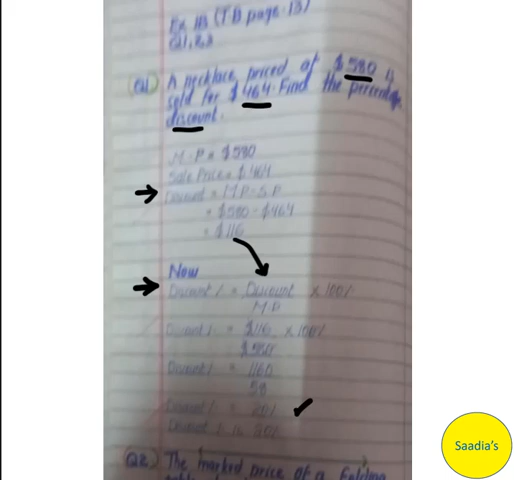 Ex 1B (T.B page-13)
Q1,2,3
Q1) A necklace priced at $580 is
sold for $464. Find the percentage
discount.
M.P = $580
Sale Price = $464
Discount = M.P - S.P
= $580 - $464
= $116
Now
Discount % = Discount × 100%
M.P
Discount % = $116 × 100%
$580
Discount % = 1160
58
Discount % = 20%
Discount
Q2) The marked price of a
Saadia's